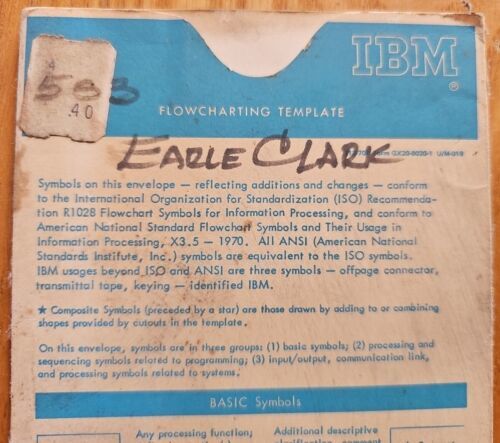 IBM
®
4
583
.40
FLOWCHARTING TEMPLATE
GX20-8020-1 U/M-010
EARLE CLARK
Symbols on this envelope — reflecting additions and changes — conform
to the International Organization for Standardization (ISO) Recommenda-
tion R1028 Flowchart Symbols for Information Processing, and conform to
American National Standard Flowchart Symbols and Their Usage in
Information Processing, X3.5 — 1970. All ANSI (American National
Standards Institute, Inc.) symbols are equivalent to the ISO symbols.
IBM usages beyond ISO and ANSI are three symbols — offpage connector,
transmittal tape, keying — identified IBM.
★ Composite Symbols (preceded by a star) are those drawn by adding to or combining
shapes provided by cutouts in the template.
On this envelope, symbols are in three groups: (1) basic symbols; (2) processing and
sequencing symbols related to programming; (3) input/output, communication link,
and processing symbols related to systems.
BASIC Symbols
Any processing function;
Additional descriptive
clarification, comment